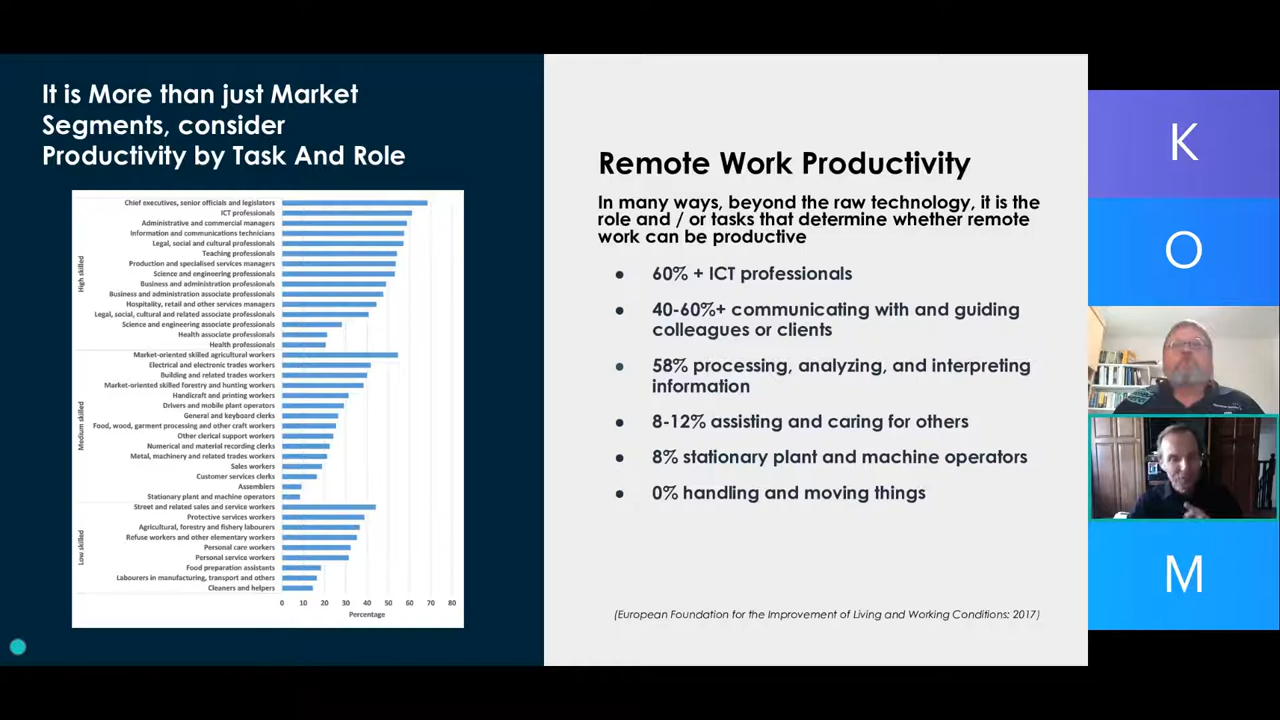 It is More than just Market
Segments, consider
Productivity by Task And Role
High skilled
Chief executives, senior officials and legislators
ICT professionals
Administrative and commercial managers
Information and communications technicians
Legal, social and cultural professionals
Teaching professionals
Production and specialised services managers
Science and engineering professionals
Business and administration professionals
Business and administration associate professionals
Hospitality, retail and other services managers
Legal, social, cultural and related associate professionals
Science and engineering associate professionals
Health associate professionals
Health professionals
Medium skilled
Market-oriented skilled agricultural workers
Electrical and electronic trades workers
Building and related trades workers
Market-oriented skilled forestry and hunting workers
Handicraft and printing workers
Drivers and mobile plant operators
General and keyboard clerks
Food, wood, garment processing and other craft workers
Other clerical support workers
Numerical and material recording clerks
Metal, machinery and related trades workers
Sales workers
Customer services clerks
Assemblers
Stationary plant and machine operators
Low skilled
Street and related sales and service workers
Protective services workers
Agricultural, forestry and fishery labourers
Refuse workers and other elementary workers
Personal care workers
Personal service workers
Food preparation assistants
Labourers in manufacturing, transport and others
Cleaners and helpers
0 10 20 30 40 50 60 70 80
Percentage
Remote Work Productivity
In many ways, beyond the raw technology, it is the
role and / or tasks that determine whether remote
work can be productive
• 60% + ICT professionals
• 40-60%+ communicating with and guiding
colleagues or clients
• 58% processing, analyzing, and interpreting
information
• 8-12% assisting and caring for others
• 8% stationary plant and machine operators
• 0% handling and moving things
(European Foundation for the Improvement of Living and Working Conditions: 2017)
K
O
M